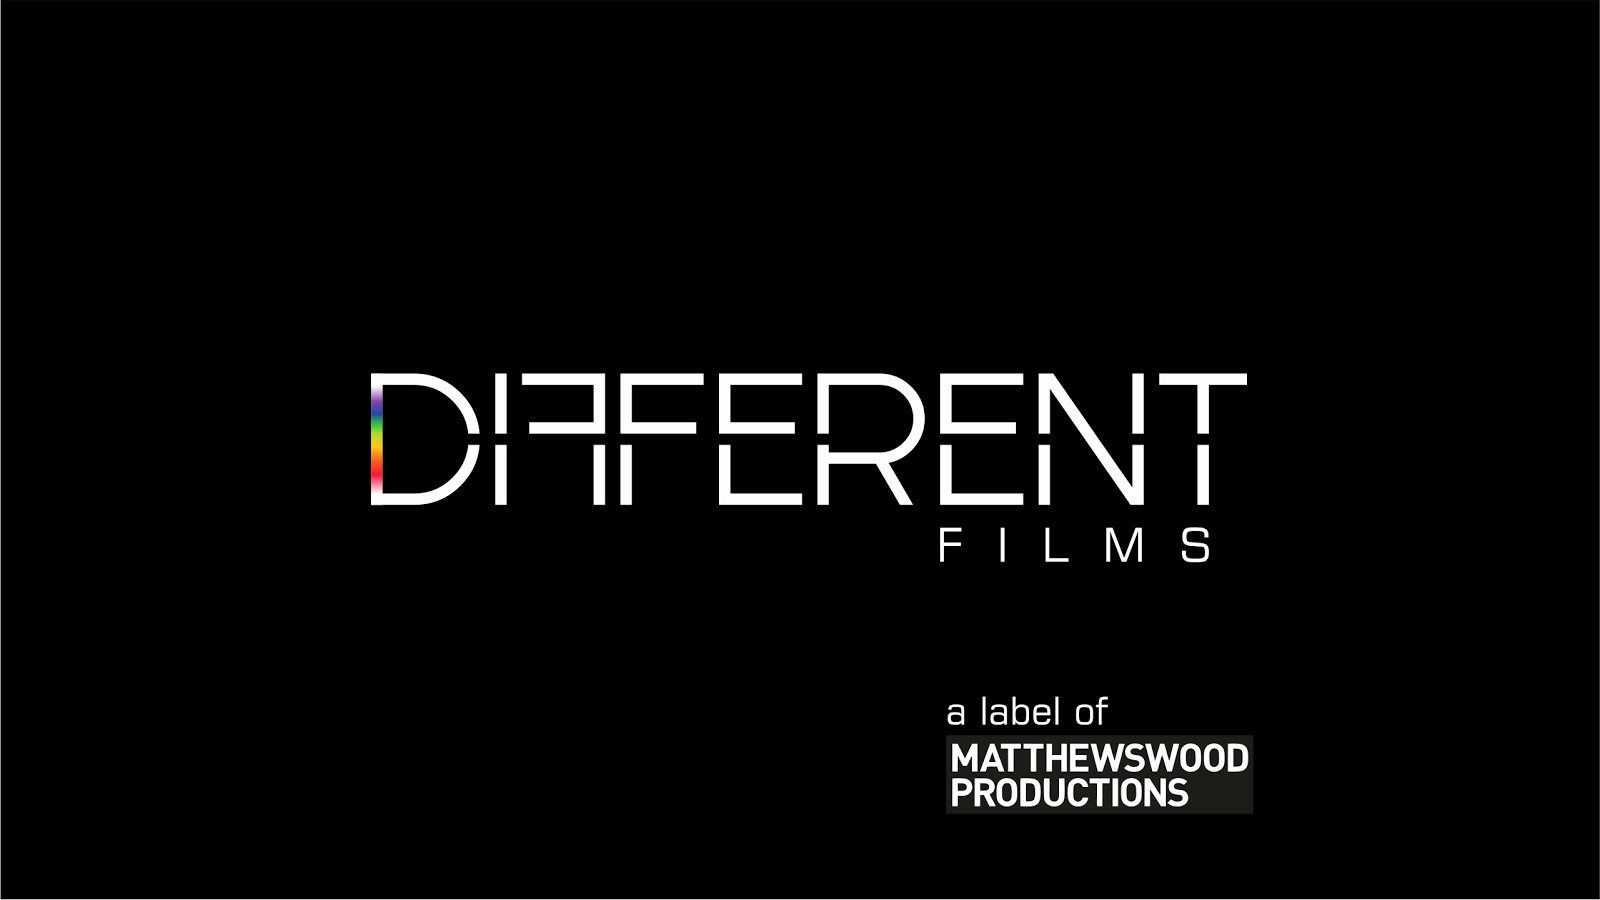 DIFFERENT
FILMS
a label of
MATTHEWSWOOD
PRODUCTIONS